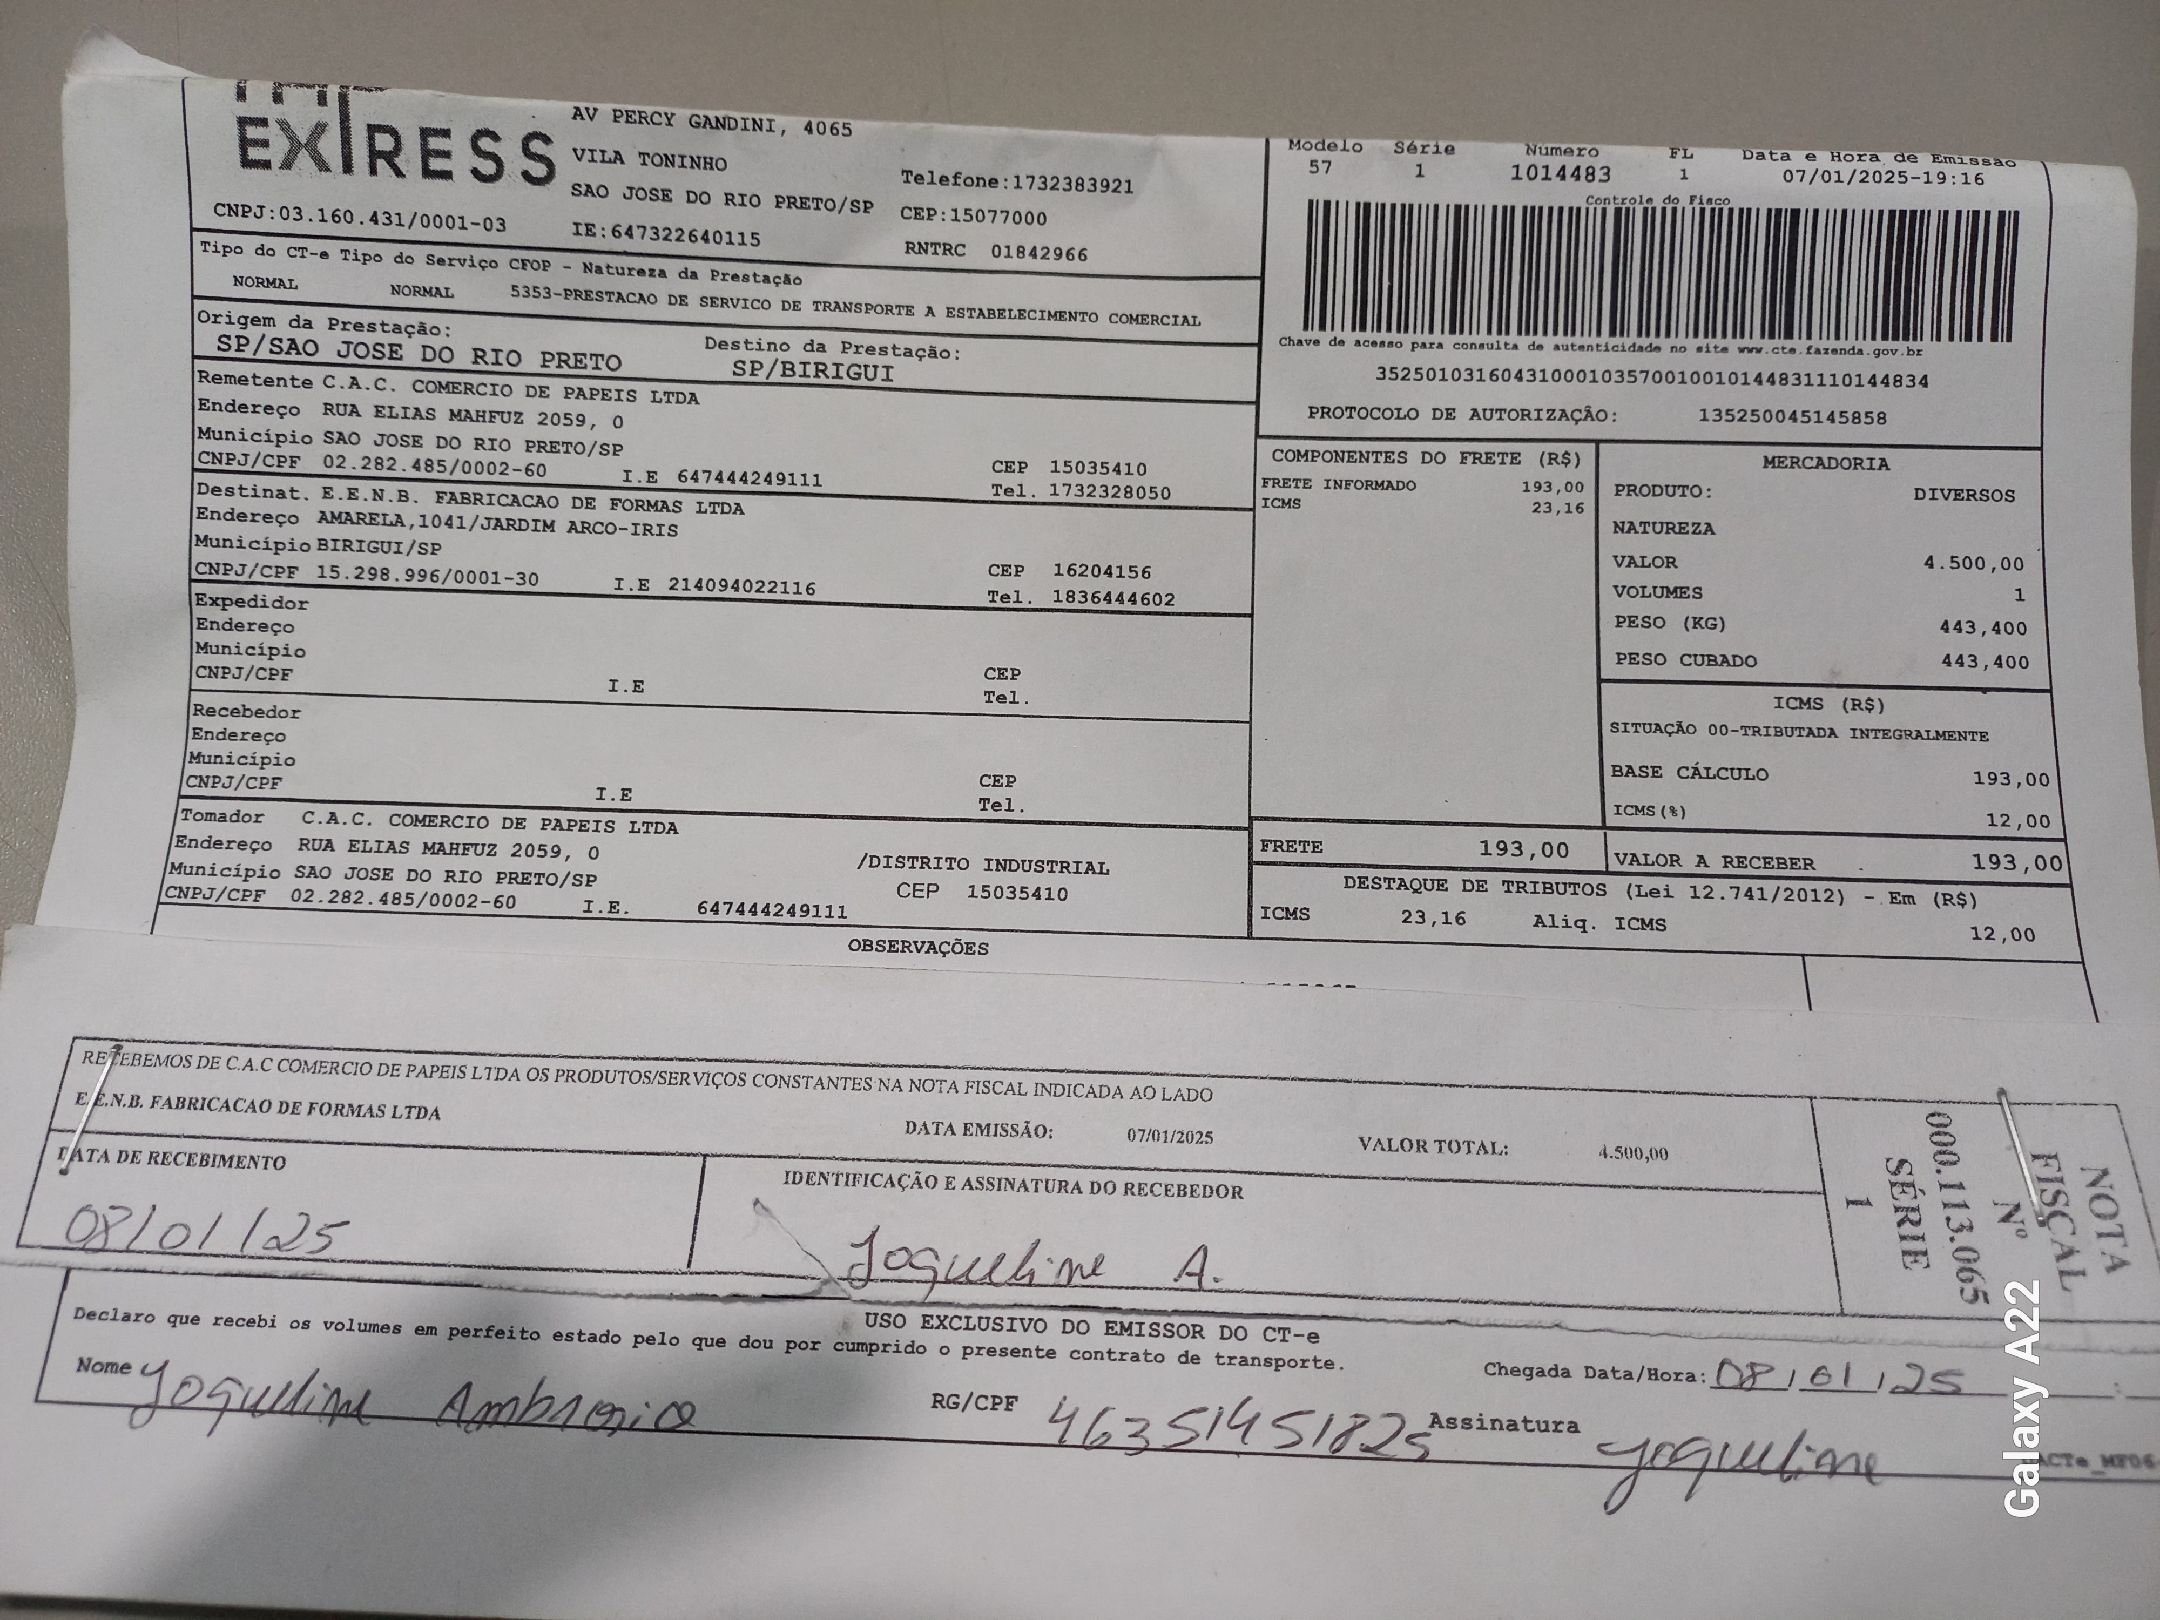 EXPRESS
AV PERCY GANDINI, 4065
VILA TONINHO
SAO JOSE DO RIO PRETO/SP
Telefone:1732383921
CEP:15077000
CNPJ:03.160.431/0001-03
IE:647322640115
RNTRC 01842966
Modelo Série Número FL Data e Hora de Emissão
57 1 1014483 1 07/01/2025-19:16
Controle do Fisco
Tipo do CT-e Tipo do Serviço CFOP - Natureza da Prestação
NORMAL NORMAL 5353-PRESTACAO DE SERVICO DE TRANSPORTE A ESTABELECIMENTO COMERCIAL
Origem da Prestação: Destino da Prestação:
SP/SAO JOSE DO RIO PRETO SP/BIRIGUI
Chave de acesso para consulta de autenticidade no site www.cte.fazenda.gov.br
35250103160431000103570010010144831110144834
PROTOCOLO DE AUTORIZAÇÃO: 135250045145858
Remetente C.A.C. COMERCIO DE PAPEIS LTDA
Endereço RUA ELIAS MAHFUZ 2059, 0
Município SAO JOSE DO RIO PRETO/SP
CEP 15035410
CNPJ/CPF 02.282.485/0002-60 I.E 647444249111
Tel. 1732328050
Destinat. E.E.N.B. FABRICACAO DE FORMAS LTDA
Endereço AMARELA,1041/JARDIM ARCO-IRIS
Município BIRIGUI/SP
CEP 16204156
CNPJ/CPF 15.298.996/0001-30 I.E 214094022116
Tel. 1836444602
Expedidor
Endereço
Município
CEP
CNPJ/CPF I.E
Tel.
Recebedor
Endereço
Município
CEP
CNPJ/CPF I.E
Tel.
Tomador C.A.C. COMERCIO DE PAPEIS LTDA
Endereço RUA ELIAS MAHFUZ 2059, 0 /DISTRITO INDUSTRIAL
Município SAO JOSE DO RIO PRETO/SP CEP 15035410
CNPJ/CPF 02.282.485/0002-60 I.E. 647444249111
COMPONENTES DO FRETE (R$)
FRETE INFORMADO 193,00
ICMS 23,16
MERCADORIA
PRODUTO: DIVERSOS
NATUREZA
VALOR 4.500,00
VOLUMES 1
PESO (KG) 443,400
PESO CUBADO 443,400
ICMS (R$)
SITUAÇÃO 00-TRIBUTADA INTEGRALMENTE
BASE CÁLCULO 193,00
ICMS(%) 12,00
FRETE 193,00 VALOR A RECEBER 193,00
DESTAQUE DE TRIBUTOS (Lei 12.741/2012) - Em (R$)
ICMS 23,16 Aliq. ICMS 12,00
OBSERVAÇÕES
RECEBEMOS DE C.A.C COMERCIO DE PAPEIS LTDA OS PRODUTOS/SERVIÇOS CONSTANTES NA NOTA FISCAL INDICADA AO LADO
E.E.N.B. FABRICACAO DE FORMAS LTDA
DATA EMISSÃO: 07/01/2025 VALOR TOTAL: 4.500,00
DATA DE RECEBIMENTO
IDENTIFICAÇÃO E ASSINATURA DO RECEBEDOR
08/01/25
Joqueline A.
NOTA
FISCAL
Nº
000.113.065
SÉRIE
1
USO EXCLUSIVO DO EMISSOR DO CT-e
Declaro que recebi os volumes em perfeito estado pelo que dou por cumprido o presente contrato de transporte.
Chegada Data/Hora: 08/01/25 :
Nome Joqueline Ambrosio
RG/CPF 46351451825
Assinatura Joqueline
Galaxy A22